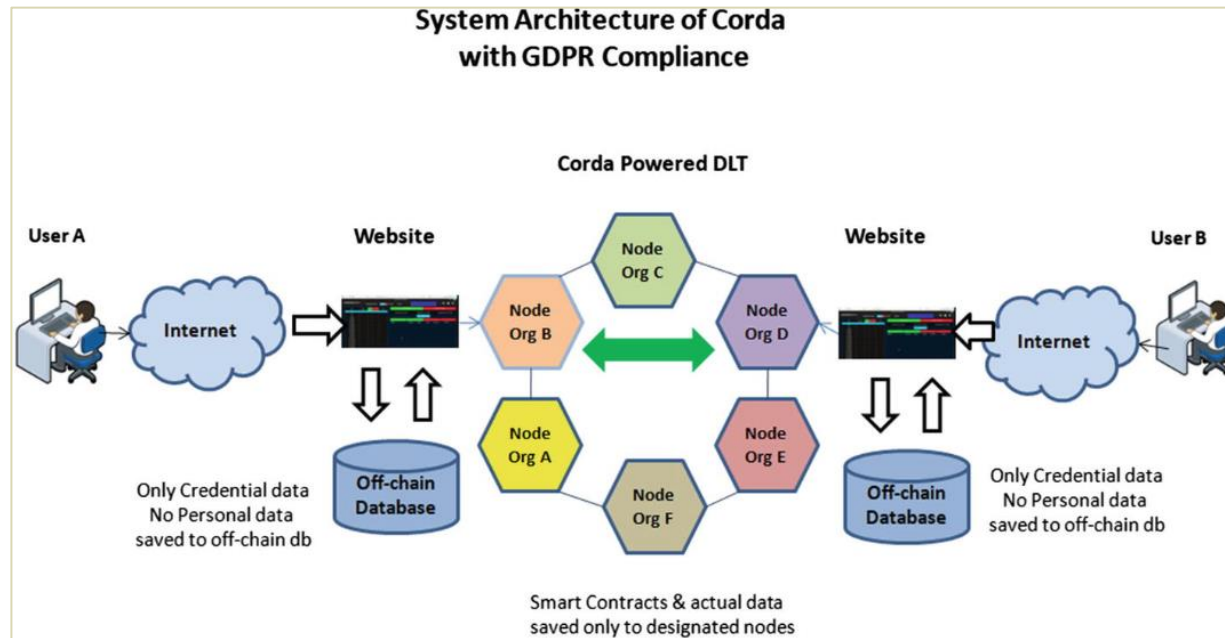 System Architecture of Corda
with GDPR Compliance
Corda Powered DLT
User A
Website
Website
User B
Internet
Node
Org C
Node
Org B
Node
Org D
Internet
Node
Org A
Node
Org E
Node
Org F
Off-chain
Database
Off-chain
Database
Only Credential data
No Personal data
saved to off-chain db
Only Credential data
No Personal data
saved to off-chain db
Smart Contracts & actual data
saved only to designated nodes